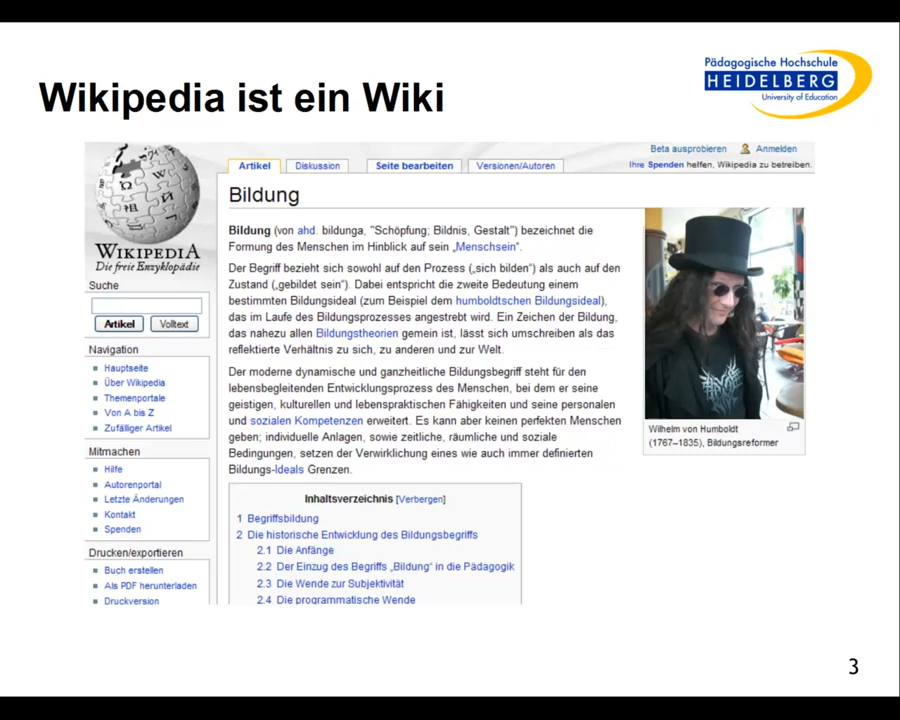 Pädagogische Hochschule
HEIDELBERG
University of Education
Wikipedia ist ein Wiki
Beta ausprobieren Anmelden
Ihre Spenden helfen, Wikipedia zu betreiben.
Artikel Diskussion Seite bearbeiten Versionen/Autoren
WIKIPEDIA
Die freie Enzyklopädie
Suche
Artikel Volltext
Navigation
Hauptseite
Über Wikipedia
Themenportale
Von A bis Z
Zufälliger Artikel
Mitmachen
Hilfe
Autorenportal
Letzte Änderungen
Kontakt
Spenden
Drucken/exportieren
Buch erstellen
Als PDF herunterladen
Druckversion
Bildung
Bildung (von ahd. bildunga, "Schöpfung; Bildnis, Gestalt") bezeichnet die
Formung des Menschen im Hinblick auf sein „Menschsein“.
Der Begriff bezieht sich sowohl auf den Prozess („sich bilden“) als auch auf den
Zustand („gebildet sein“). Dabei entspricht die zweite Bedeutung einem
bestimmten Bildungsideal (zum Beispiel dem humboldtschen Bildungsideal),
das im Laufe des Bildungsprozesses angestrebt wird. Ein Zeichen der Bildung,
das nahezu allen Bildungstheorien gemein ist, lässt sich umschreiben als das
reflektierte Verhältnis zu sich, zu anderen und zur Welt.
Der moderne dynamische und ganzheitliche Bildungsbegriff steht für den
lebensbegleitenden Entwicklungsprozess des Menschen, bei dem er seine
geistigen, kulturellen und lebenspraktischen Fähigkeiten und seine personalen
und sozialen Kompetenzen erweitert. Es kann aber keinen perfekten Menschen
geben; individuelle Anlagen, sowie zeitliche, räumliche und soziale
Bedingungen, setzen der Verwirklichung eines wie auch immer definierten
Bildungs-Ideals Grenzen.
Wilhelm von Humboldt
(1767–1835), Bildungsreformer
Inhaltsverzeichnis [Verbergen]
1 Begriffsbildung
2 Die historische Entwicklung des Bildungsbegriffs
2.1 Die Anfänge
2.2 Der Einzug des Begriffs „Bildung“ in die Pädagogik
2.3 Die Wende zur Subjektivität
2.4 Die programmatische Wende
3